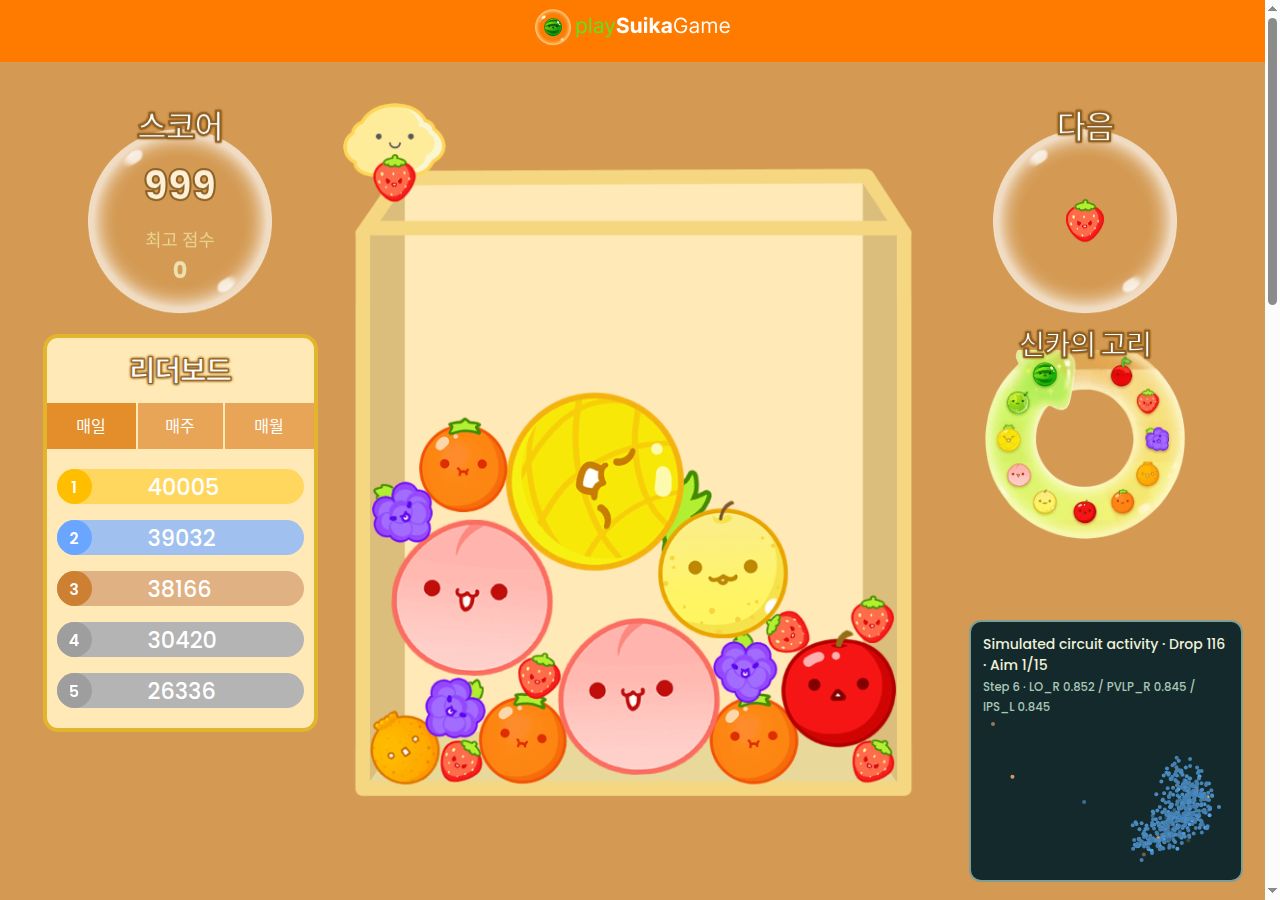 playSuikaGame
스코어
999
최고 점수
0
리더보드
매일 매주 매월
1 40005
2 39032
3 38166
4 30420
5 26336
다음
신카의 고리
Simulated circuit activity · Drop 116
· Aim 1/15
Step 6 · LO_R 0.852 / PVLP_R 0.845 /
IPS_L 0.845